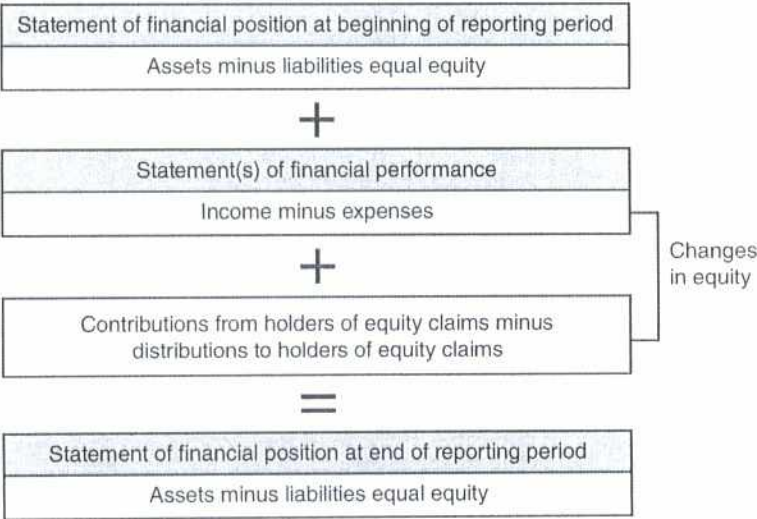 Statement of financial position at beginning of reporting period
Assets minus liabilities equal equity
+
Statement(s) of financial performance
Income minus expenses
+
Changes
in equity
Contributions from holders of equity claims minus
distributions to holders of equity claims
=
Statement of financial position at end of reporting period
Assets minus liabilities equal equity